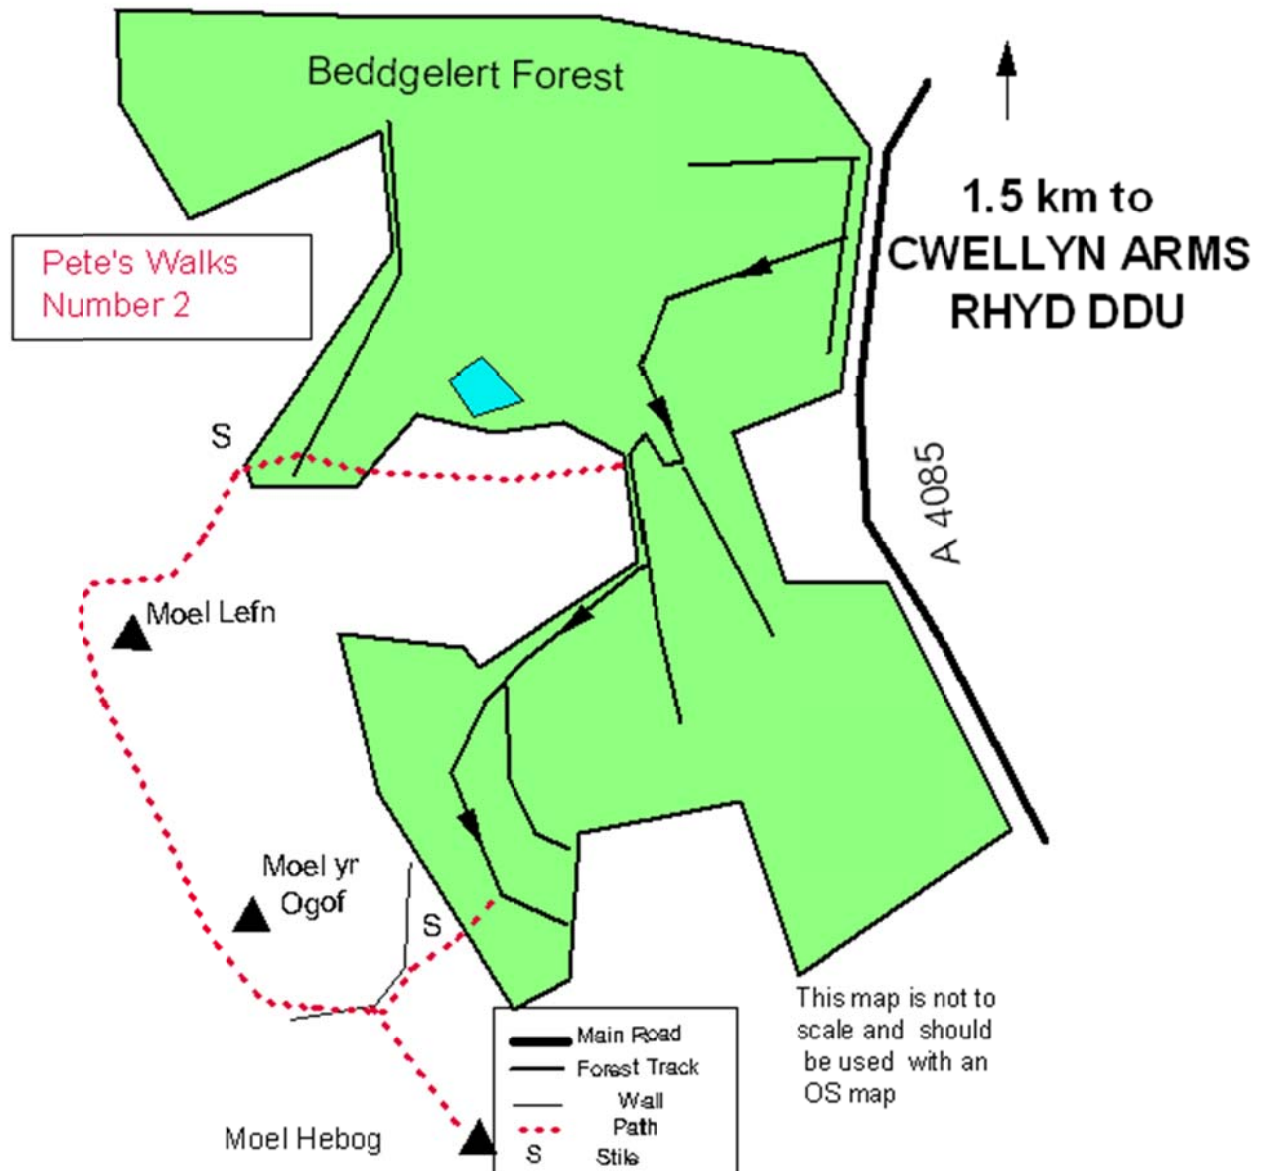 Beddgelert Forest
1.5 km to
CWELLYN ARMS
RHYD DDU
Pete's Walks
Number 2
S
A 4085
Moel Lefn
Moel yr
Ogof
S
This map is not to
scale and should
be used with an
OS map
Main Road
Forest Track
Wall
Path
S Stile
Moel Hebog